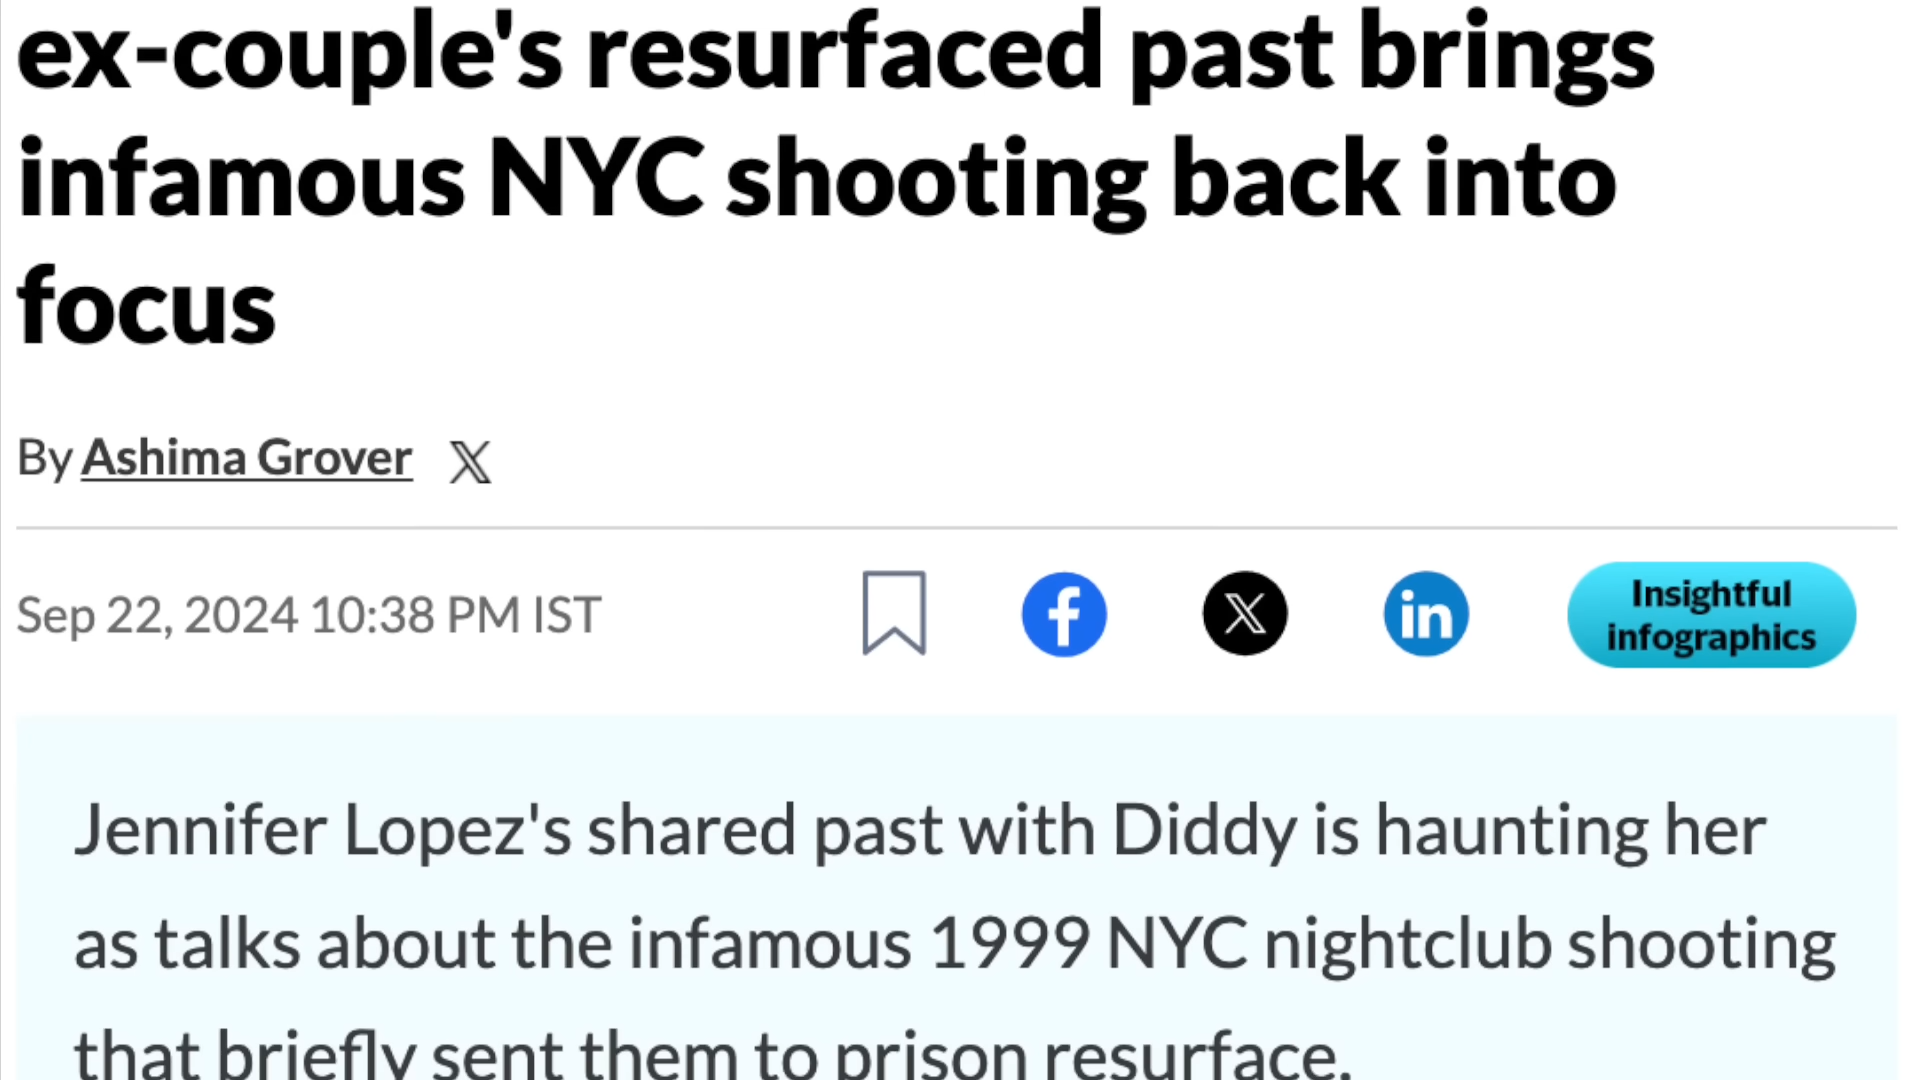 ex-couple's resurfaced past brings
infamous NYC shooting back into
focus
By Ashima Grover
Sep 22, 2024 10:38 PM IST
Insightful
infographics
Jennifer Lopez's shared past with Diddy is haunting her
as talks about the infamous 1999 NYC nightclub shooting
that briefly sent them to prison resurface.